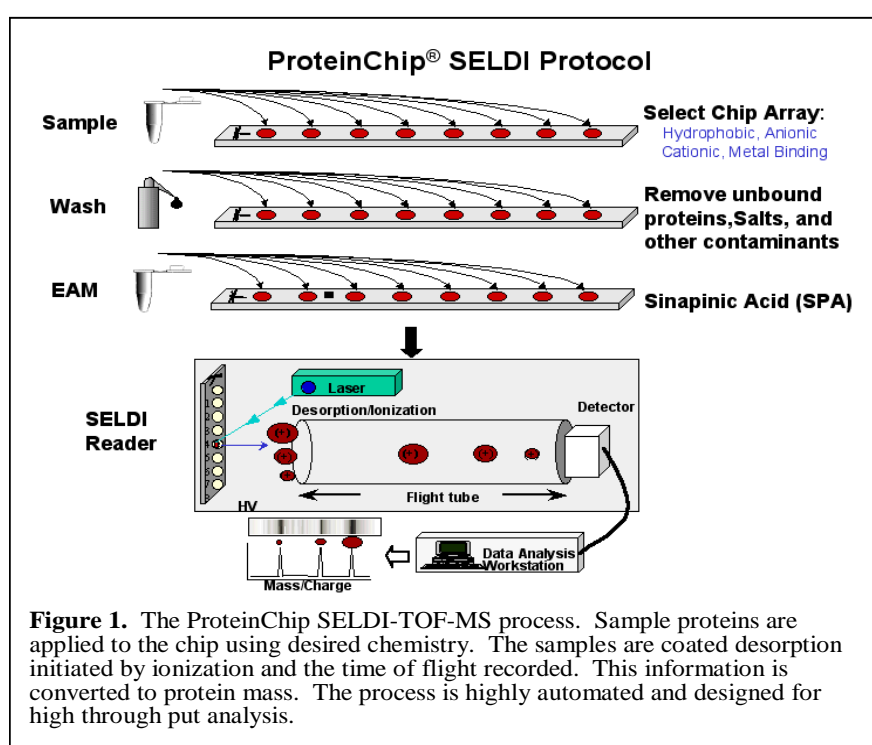 ProteinChip® SELDI Protocol
Sample
Select Chip Array:
Hydrophobic, Anionic
Cationic, Metal Binding
Wash
Remove unbound
proteins,Salts, and
other contaminants
EAM
Sinapinic Acid (SPA)
SELDI
Reader
Laser
Desorption/Ionization
Detector
(+)
(+)
(+)
(+)
(+)
(+)
1
2
3
4
5
6
7
Flight tube
HV
Data Analysis
Workstation
Mass/Charge
Figure 1. The ProteinChip SELDI-TOF-MS process. Sample proteins are
applied to the chip using desired chemistry. The samples are coated desorption
initiated by ionization and the time of flight recorded. This information is
converted to protein mass. The process is highly automated and designed for
high through put analysis.